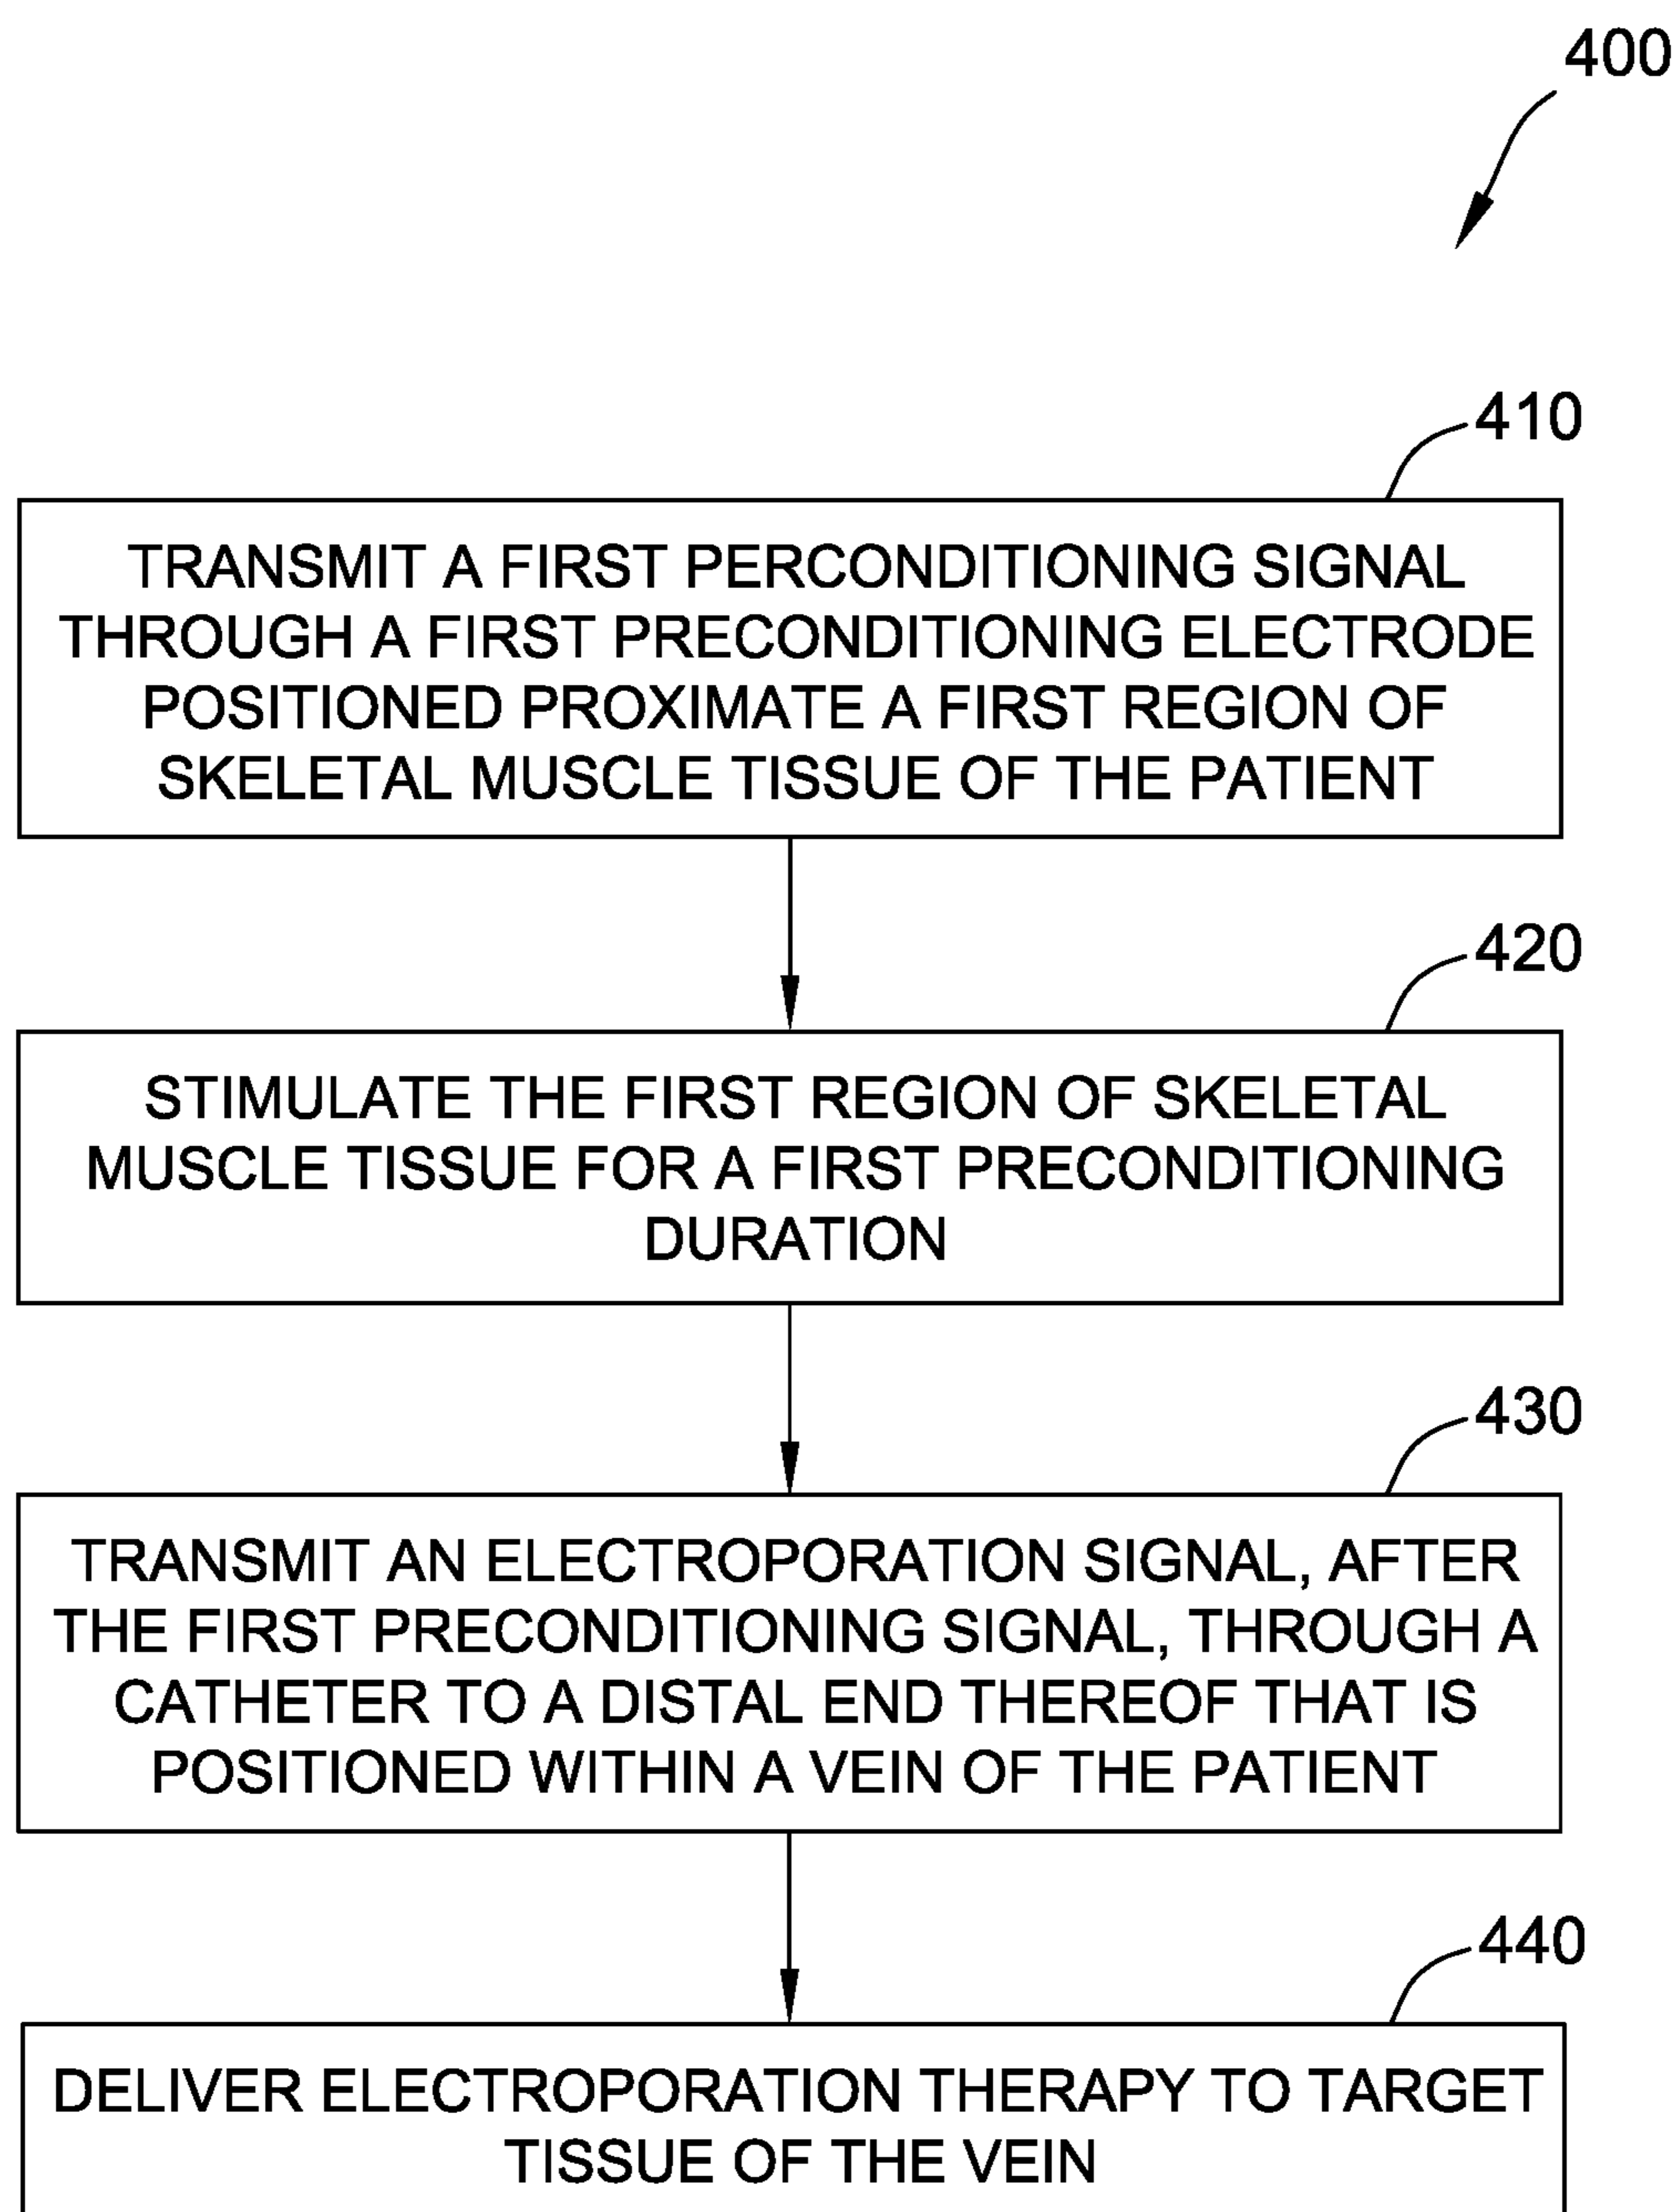 400
410
TRANSMIT A FIRST PERCONDITIONING SIGNAL
THROUGH A FIRST PRECONDITIONING ELECTRODE
POSITIONED PROXIMATE A FIRST REGION OF
SKELETAL MUSCLE TISSUE OF THE PATIENT
420
STIMULATE THE FIRST REGION OF SKELETAL
MUSCLE TISSUE FOR A FIRST PRECONDITIONING
DURATION
430
TRANSMIT AN ELECTROPORATION SIGNAL, AFTER
THE FIRST PRECONDITIONING SIGNAL, THROUGH A
CATHETER TO A DISTAL END THEREOF THAT IS
POSITIONED WITHIN A VEIN OF THE PATIENT
440
DELIVER ELECTROPORATION THERAPY TO TARGET
TISSUE OF THE VEIN